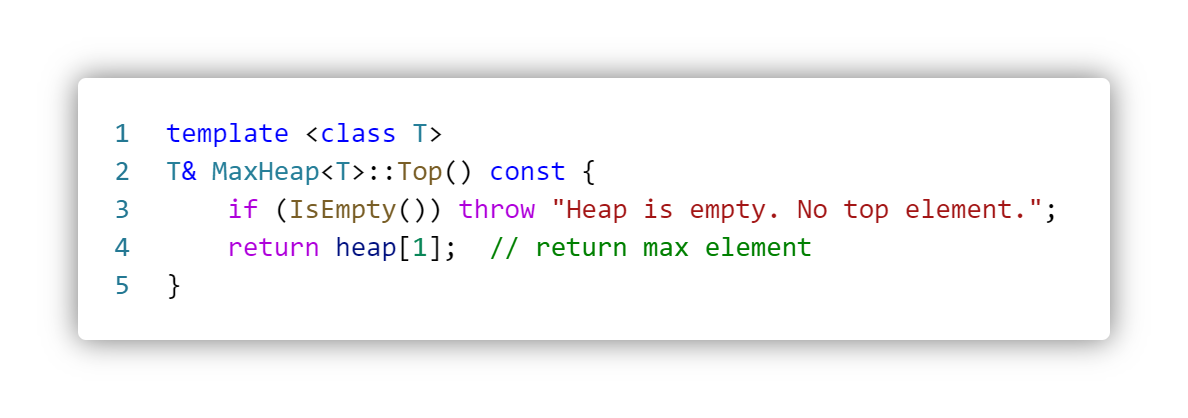 1 template <class T>
2 T& MaxHeap<T>::Top() const {
3     if (IsEmpty()) throw "Heap is empty. No top element.";
4     return heap[1];  // return max element
5 }